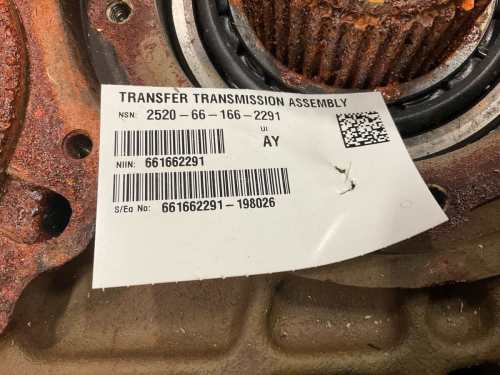 TRANSFER TRANSMISSION ASSEMBLY
NSN: 2520-66-166-2291
UI
AY
NIIN: 661662291
S/Eq No: 661662291-198026